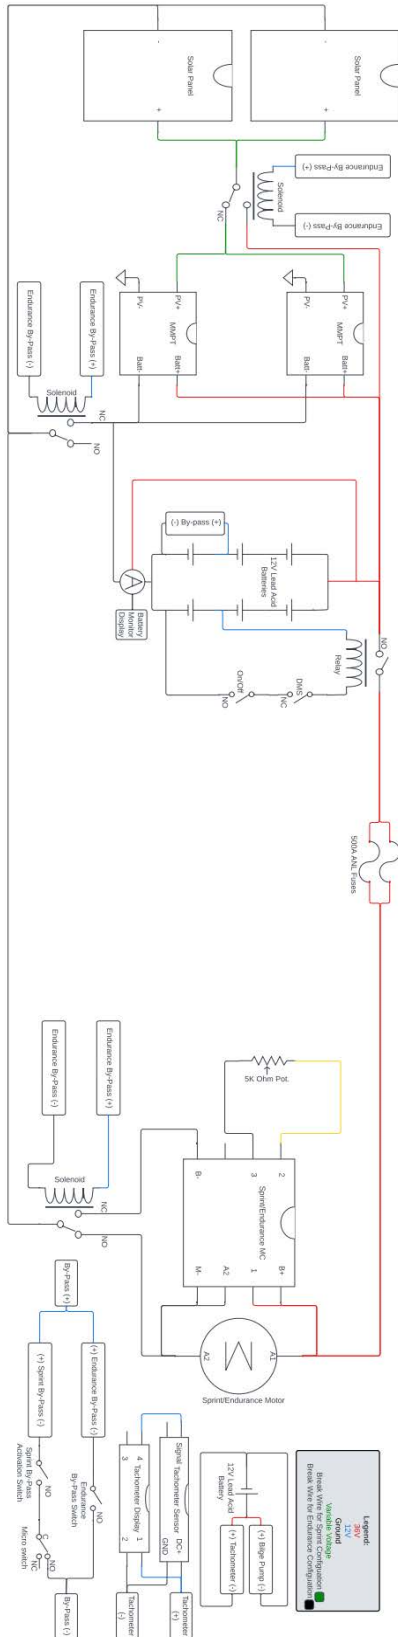 Solar Panel
-
+
Solar Panel
-
+
Endurance By-Pass (+)
Endurance By-Pass (-)
Solenoid
NC
PV+
PV-
MMPT
Batt+
Batt-
PV+
PV-
MMPT
Batt+
Batt-
Endurance By-Pass (+)
Endurance By-Pass (-)
Solenoid
NC
NO
(-) By-pass (+)
12V Lead Acid
Batteries
A
Battery
Monitor
Display
NO
Relay
DMS
NC
On/Off
NO
500A ANL Fuses
Endurance By-Pass (+)
Endurance By-Pass (-)
Solenoid
NC
NO
5K Ohm Pot.
2
3
B-
Sprint/Endurance MC
B+
1
A2
M-
A1
M
A2
Sprint/Endurance Motor
By-Pass (+)
(+) Endurance By-Pass (-)
(+) Sprint By-Pass (-)
NO
Endurance
By-Pass Switch
NO
Sprint By-Pass
Activation Switch
C
NO
NC
Micro switch
By-Pass (-)
Signal Tachometer Sensor DC+
GND
4
3
Tachometer Display
1
2
Tachometer
(+)
Tachometer
(-)
12V Lead Acid
Battery
(+) Bilge Pump (-)
(+) Tachometer (-)
Legend:
36V
12V
Ground
Variable Voltage
Break Wire for Sprint Configuation
Break Wire for Endurance Configuation